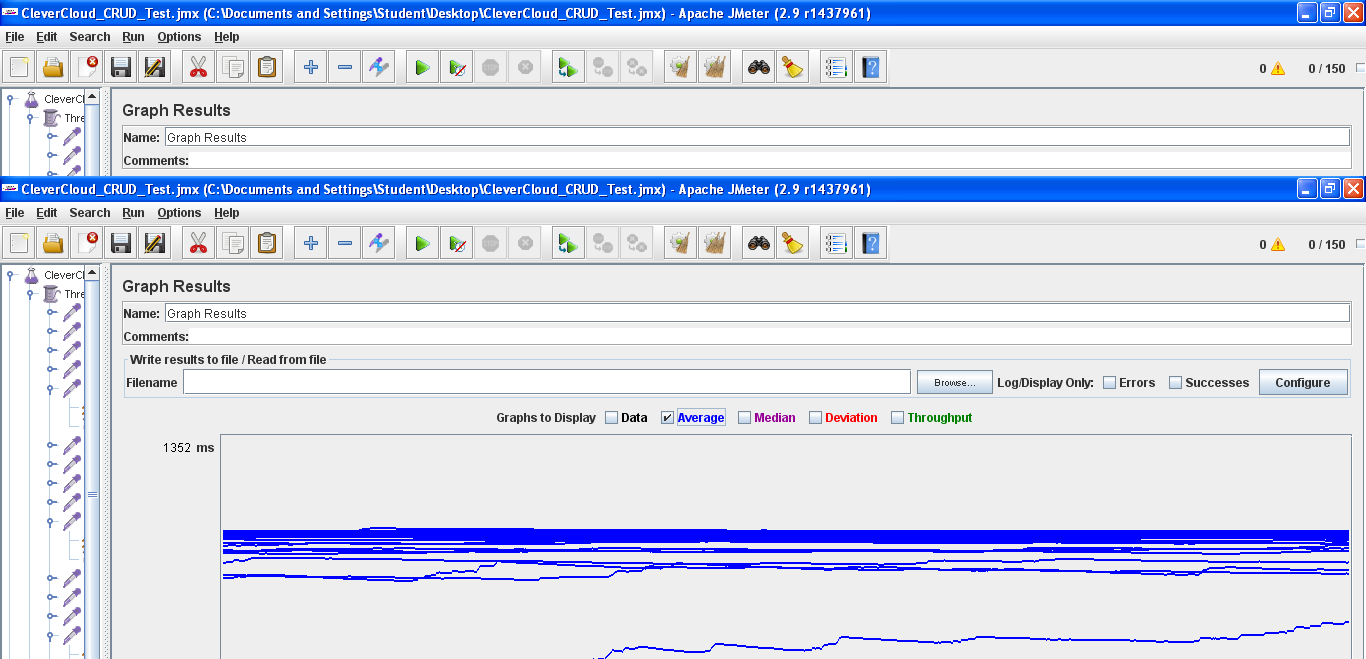 CleverCloud_CRUD_Test.jmx (C:\Documents and Settings\Student\Desktop\CleverCloud_CRUD_Test.jmx) - Apache JMeter (2.9 r1437961)
File Edit Search Run Options Help
0 0 / 150
CleverCl
Graph Results
Thre
Name: Graph Results
Comments:
CleverCloud_CRUD_Test.jmx (C:\Documents and Settings\Student\Desktop\CleverCloud_CRUD_Test.jmx) - Apache JMeter (2.9 r1437961)
File Edit Search Run Options Help
0 0 / 150
CleverCl
Graph Results
Thre
Name: Graph Results
Comments:
Write results to file / Read from file
Filename Browse... Log/Display Only: Errors Successes Configure
Graphs to Display Data Average Median Deviation Throughput
1352 ms